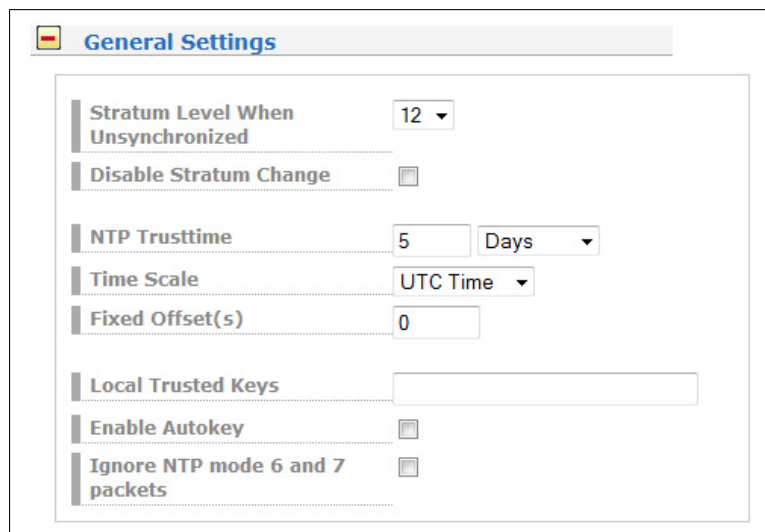 General Settings
Stratum Level When
Unsynchronized
12
Disable Stratum Change
NTP Trusttime
5 Days
Time Scale
UTC Time
Fixed Offset(s)
0
Local Trusted Keys
Enable Autokey
Ignore NTP mode 6 and 7
packets